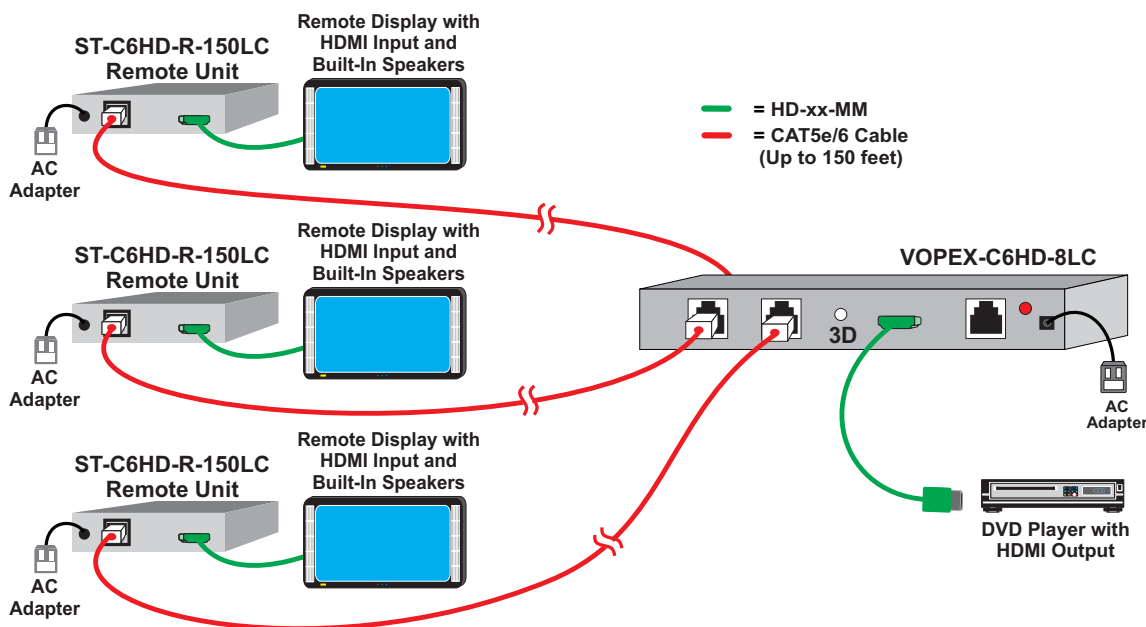 ST-C6HD-R-150LC
Remote Unit
Remote Display with
HDMI Input and
Built-In Speakers
AC
Adapter
= HD-xx-MM
= CAT5e/6 Cable
(Up to 150 feet)
ST-C6HD-R-150LC
Remote Unit
Remote Display with
HDMI Input and
Built-In Speakers
AC
Adapter
VOPEX-C6HD-8LC
3D
AC
Adapter
ST-C6HD-R-150LC
Remote Unit
Remote Display with
HDMI Input and
Built-In Speakers
AC
Adapter
DVD Player with
HDMI Output